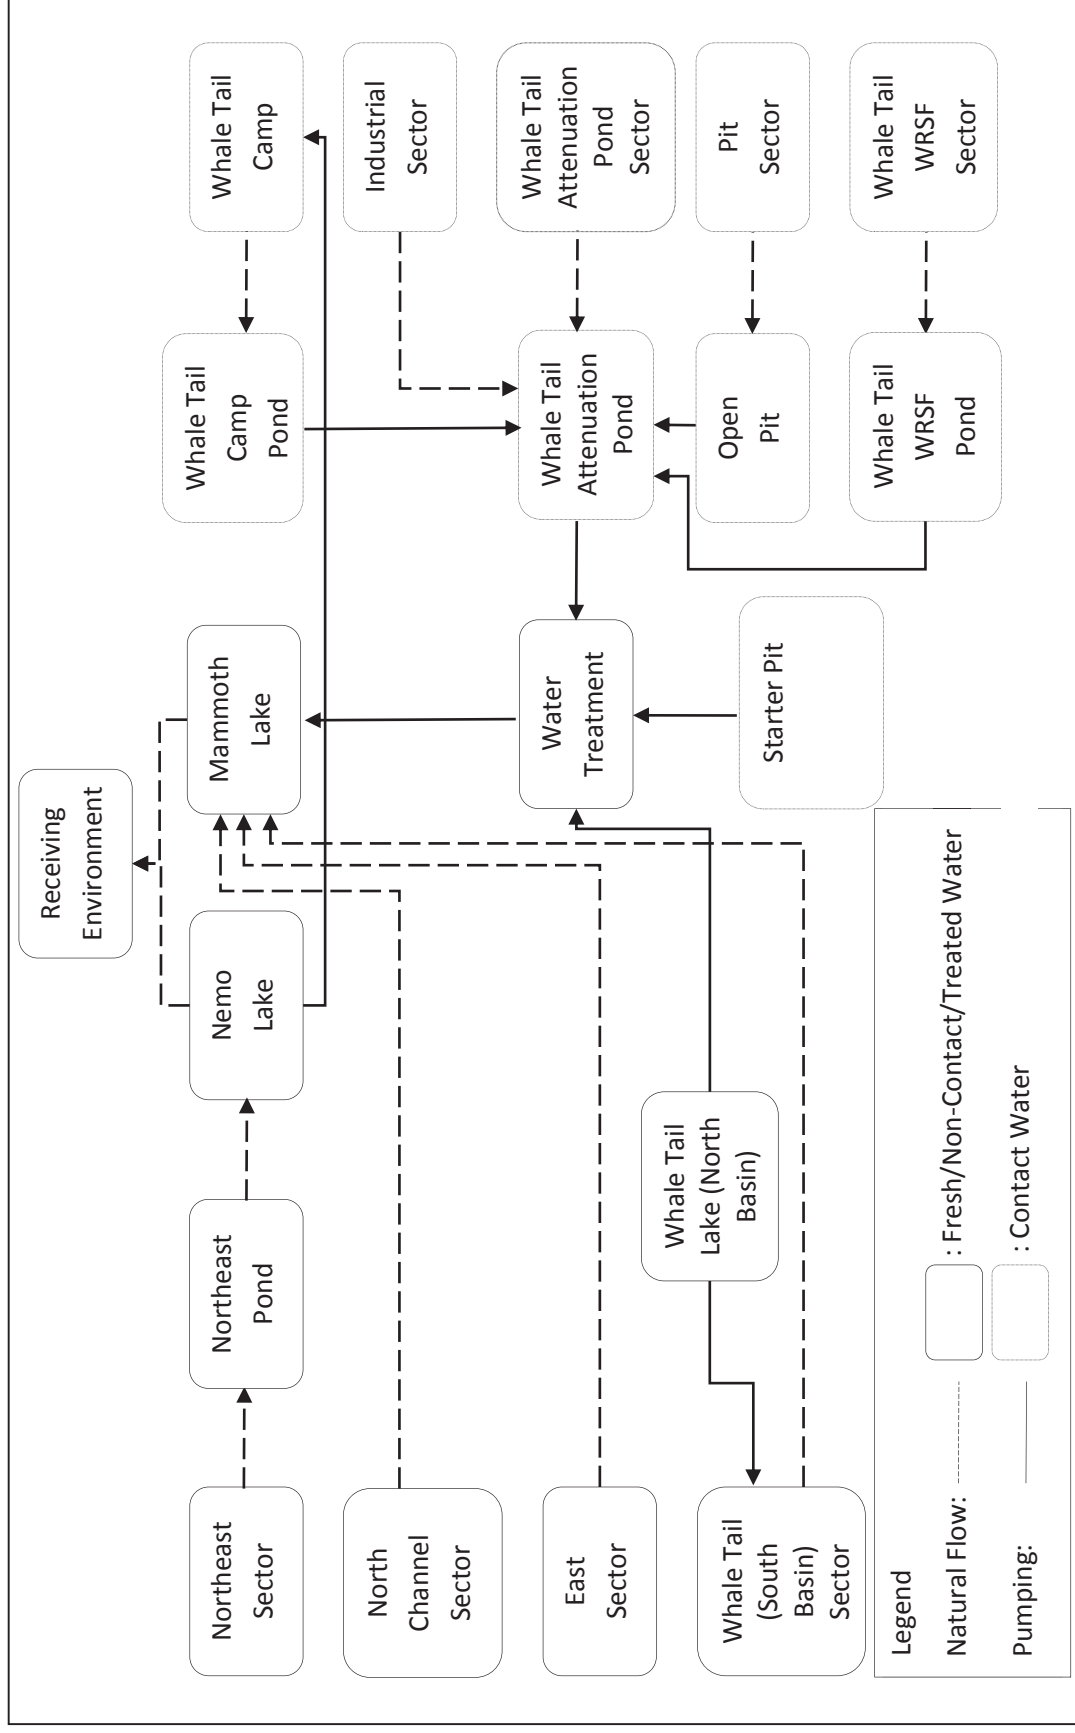 Northeast
Sector
Northeast
Pond
Nemo
Lake
Receiving
Environment
Mammoth
Lake
Whale Tail
Camp
Pond
Whale Tail
Camp
North
Channel
Sector
Industrial
Sector
East
Sector
Water
Treatment
Whale Tail
Attenuation
Pond
Whale Tail
Attenuation
Pond
Sector
Whale Tail
(South
Basin)
Sector
Whale Tail
Lake (North
Basin)
Starter Pit
Open
Pit
Pit
Sector
Whale Tail
WRSF
Pond
Whale Tail
WRSF
Sector
Legend
Natural Flow:
: Fresh/Non-Contact/Treated Water
Pumping:
: Contact Water